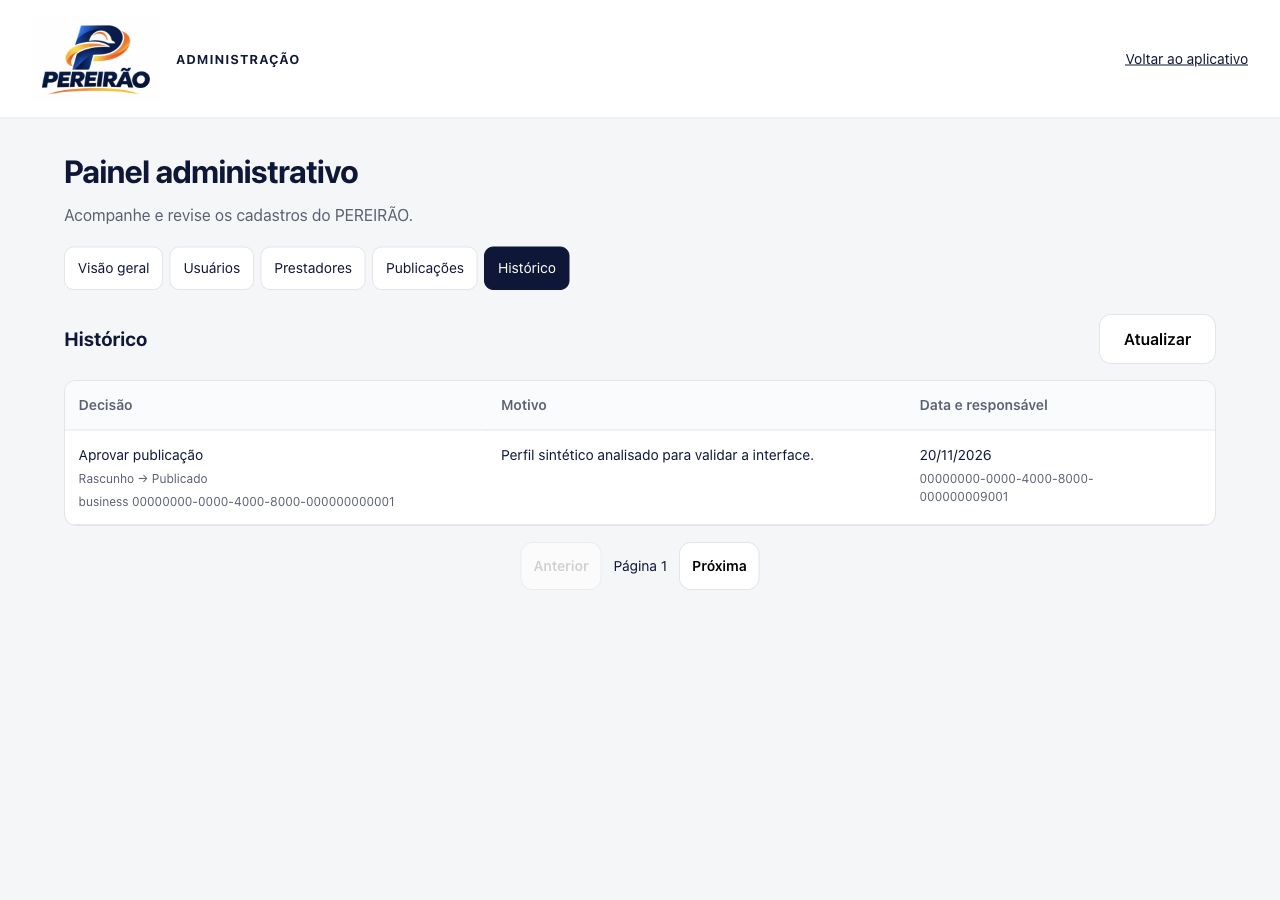 PEREIRÃO
ADMINISTRAÇÃO
Voltar ao aplicativo
Painel administrativo
Acompanhe e revise os cadastros do PEREIRÃO.
Visão geral
Usuários
Prestadores
Publicações
Histórico
Histórico
Atualizar
Decisão
Motivo
Data e responsável
Aprovar publicação
Rascunho → Publicado
business 00000000-0000-4000-8000-000000000001
Perfil sintético analisado para validar a interface.
20/11/2026
00000000-0000-4000-8000-
000000009001
Anterior
Página 1
Próxima